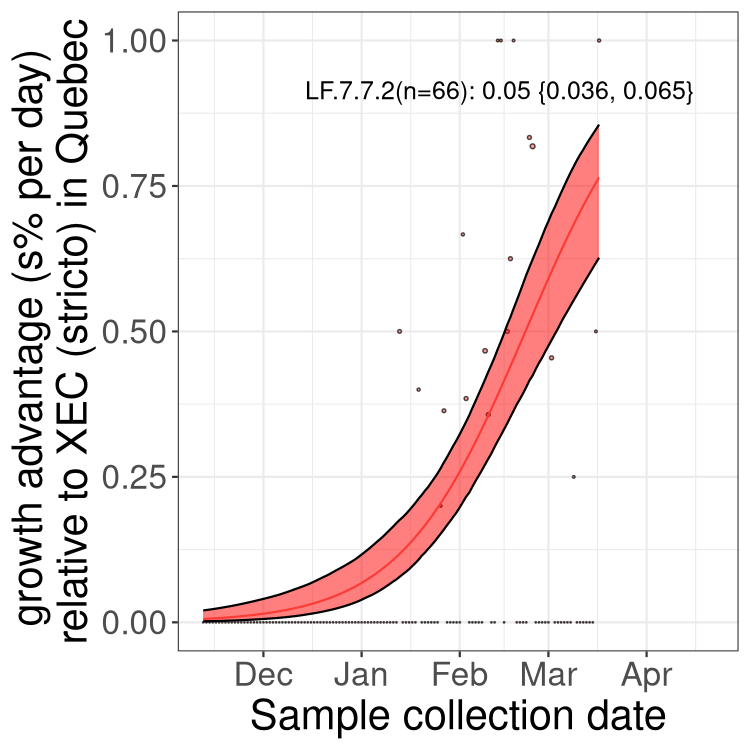 growth advantage (s% per day)
relative to XEC (stricto) in Quebec
1.00
0.75
0.50
0.25
0.00
LF.7.7.2(n=66): 0.05 {0.036, 0.065}
Dec Jan Feb Mar Apr
Sample collection date